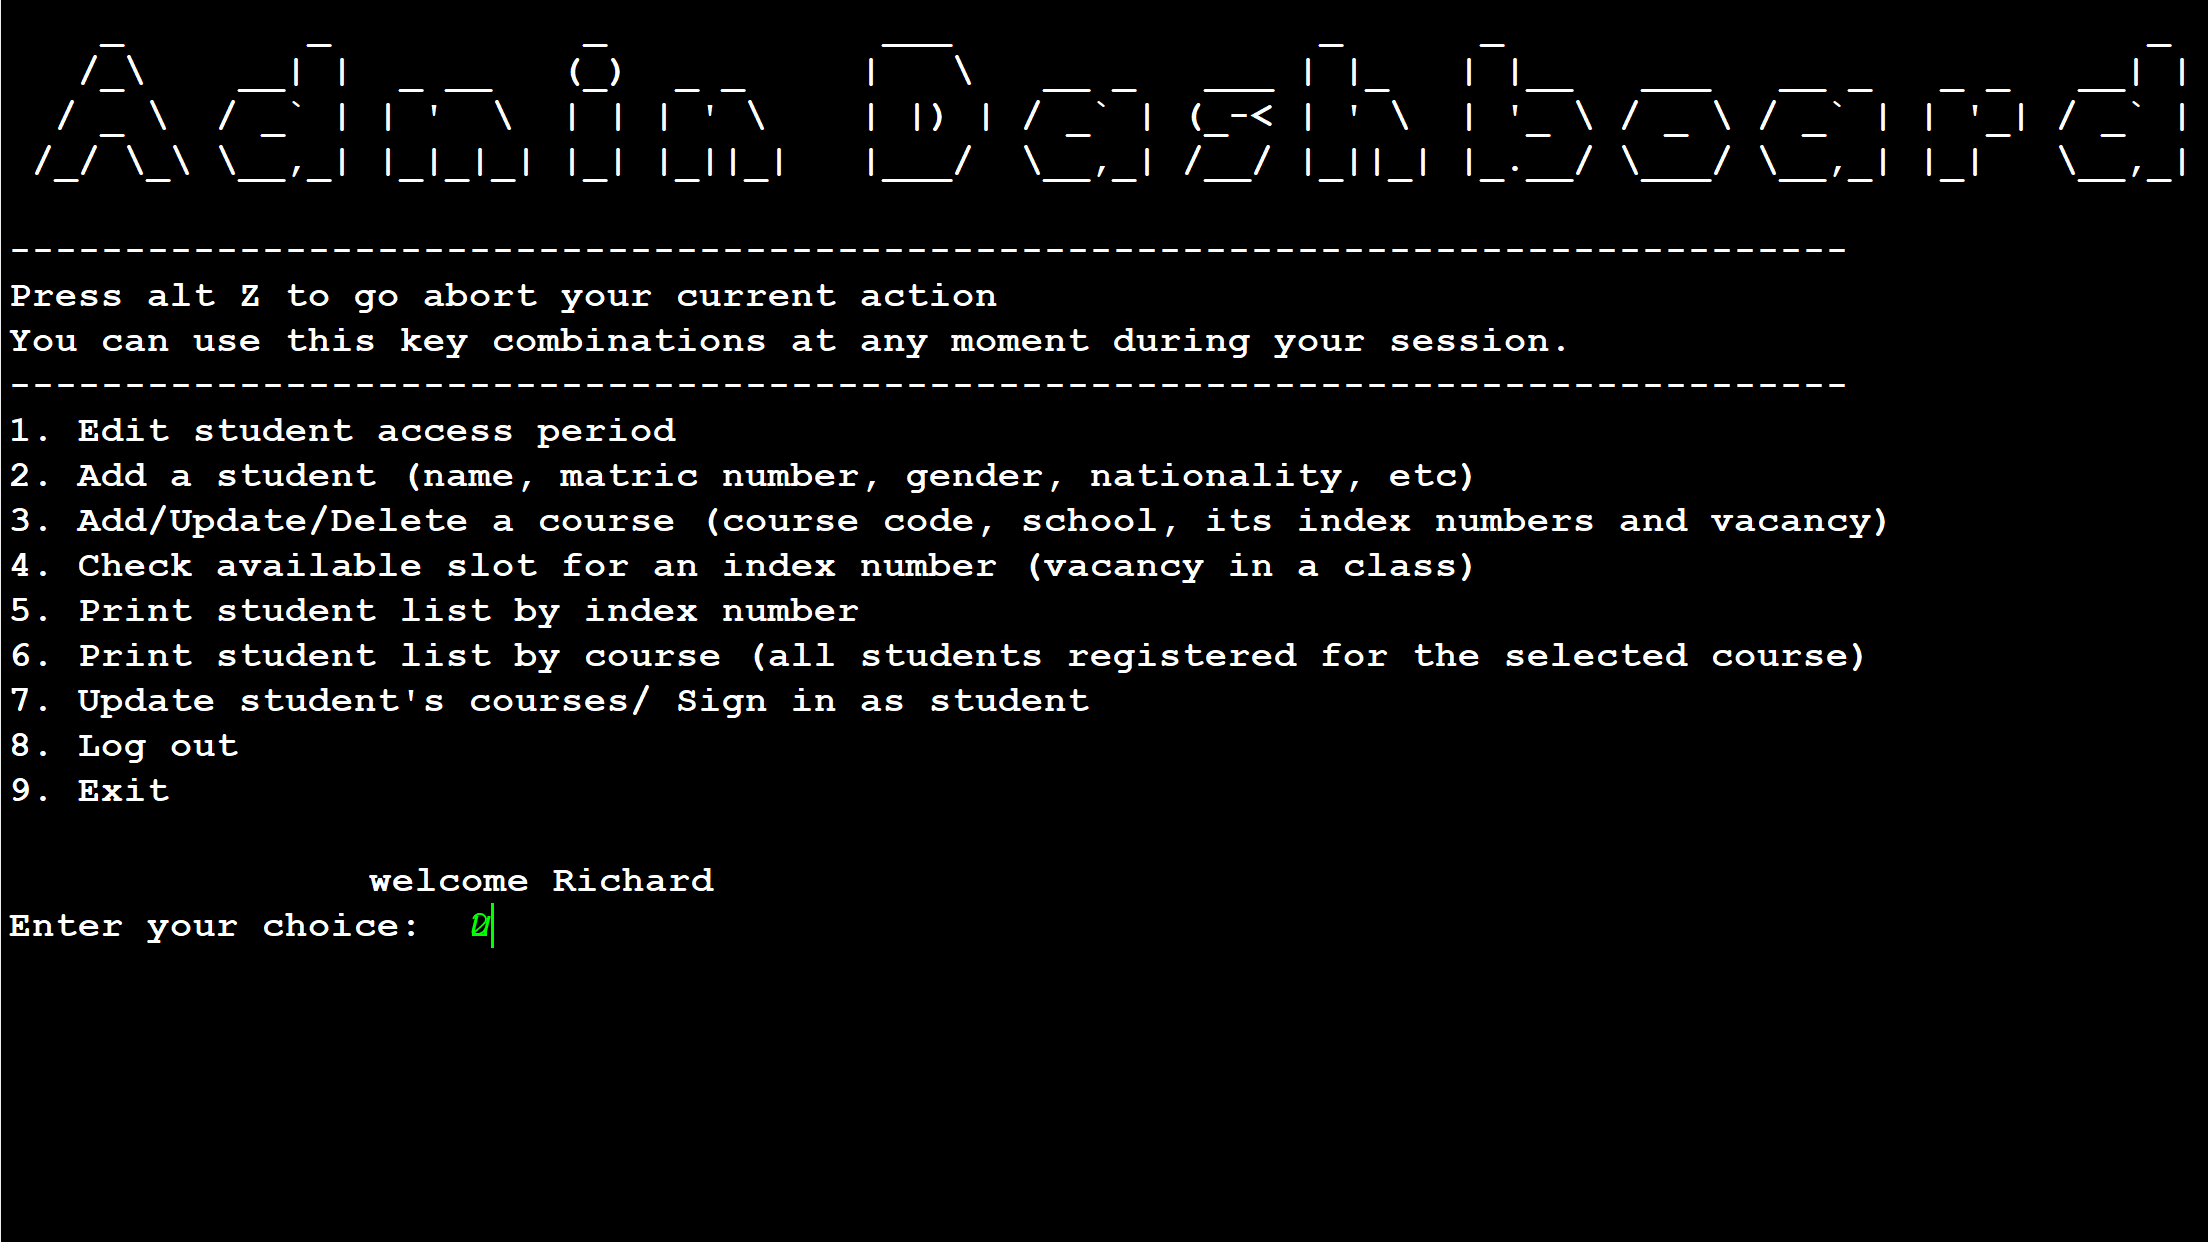 Admin Dashboard
--------------------------------------------------------------------------------
Press alt Z to go abort your current action
You can use this key combinations at any moment during your session.
--------------------------------------------------------------------------------
1. Edit student access period
2. Add a student (name, matric number, gender, nationality, etc)
3. Add/Update/Delete a course (course code, school, its index numbers and vacancy)
4. Check available slot for an index number (vacancy in a class)
5. Print student list by index number
6. Print student list by course (all students registered for the selected course)
7. Update student's courses/ Sign in as student
8. Log out
9. Exit
welcome Richard
Enter your choice: